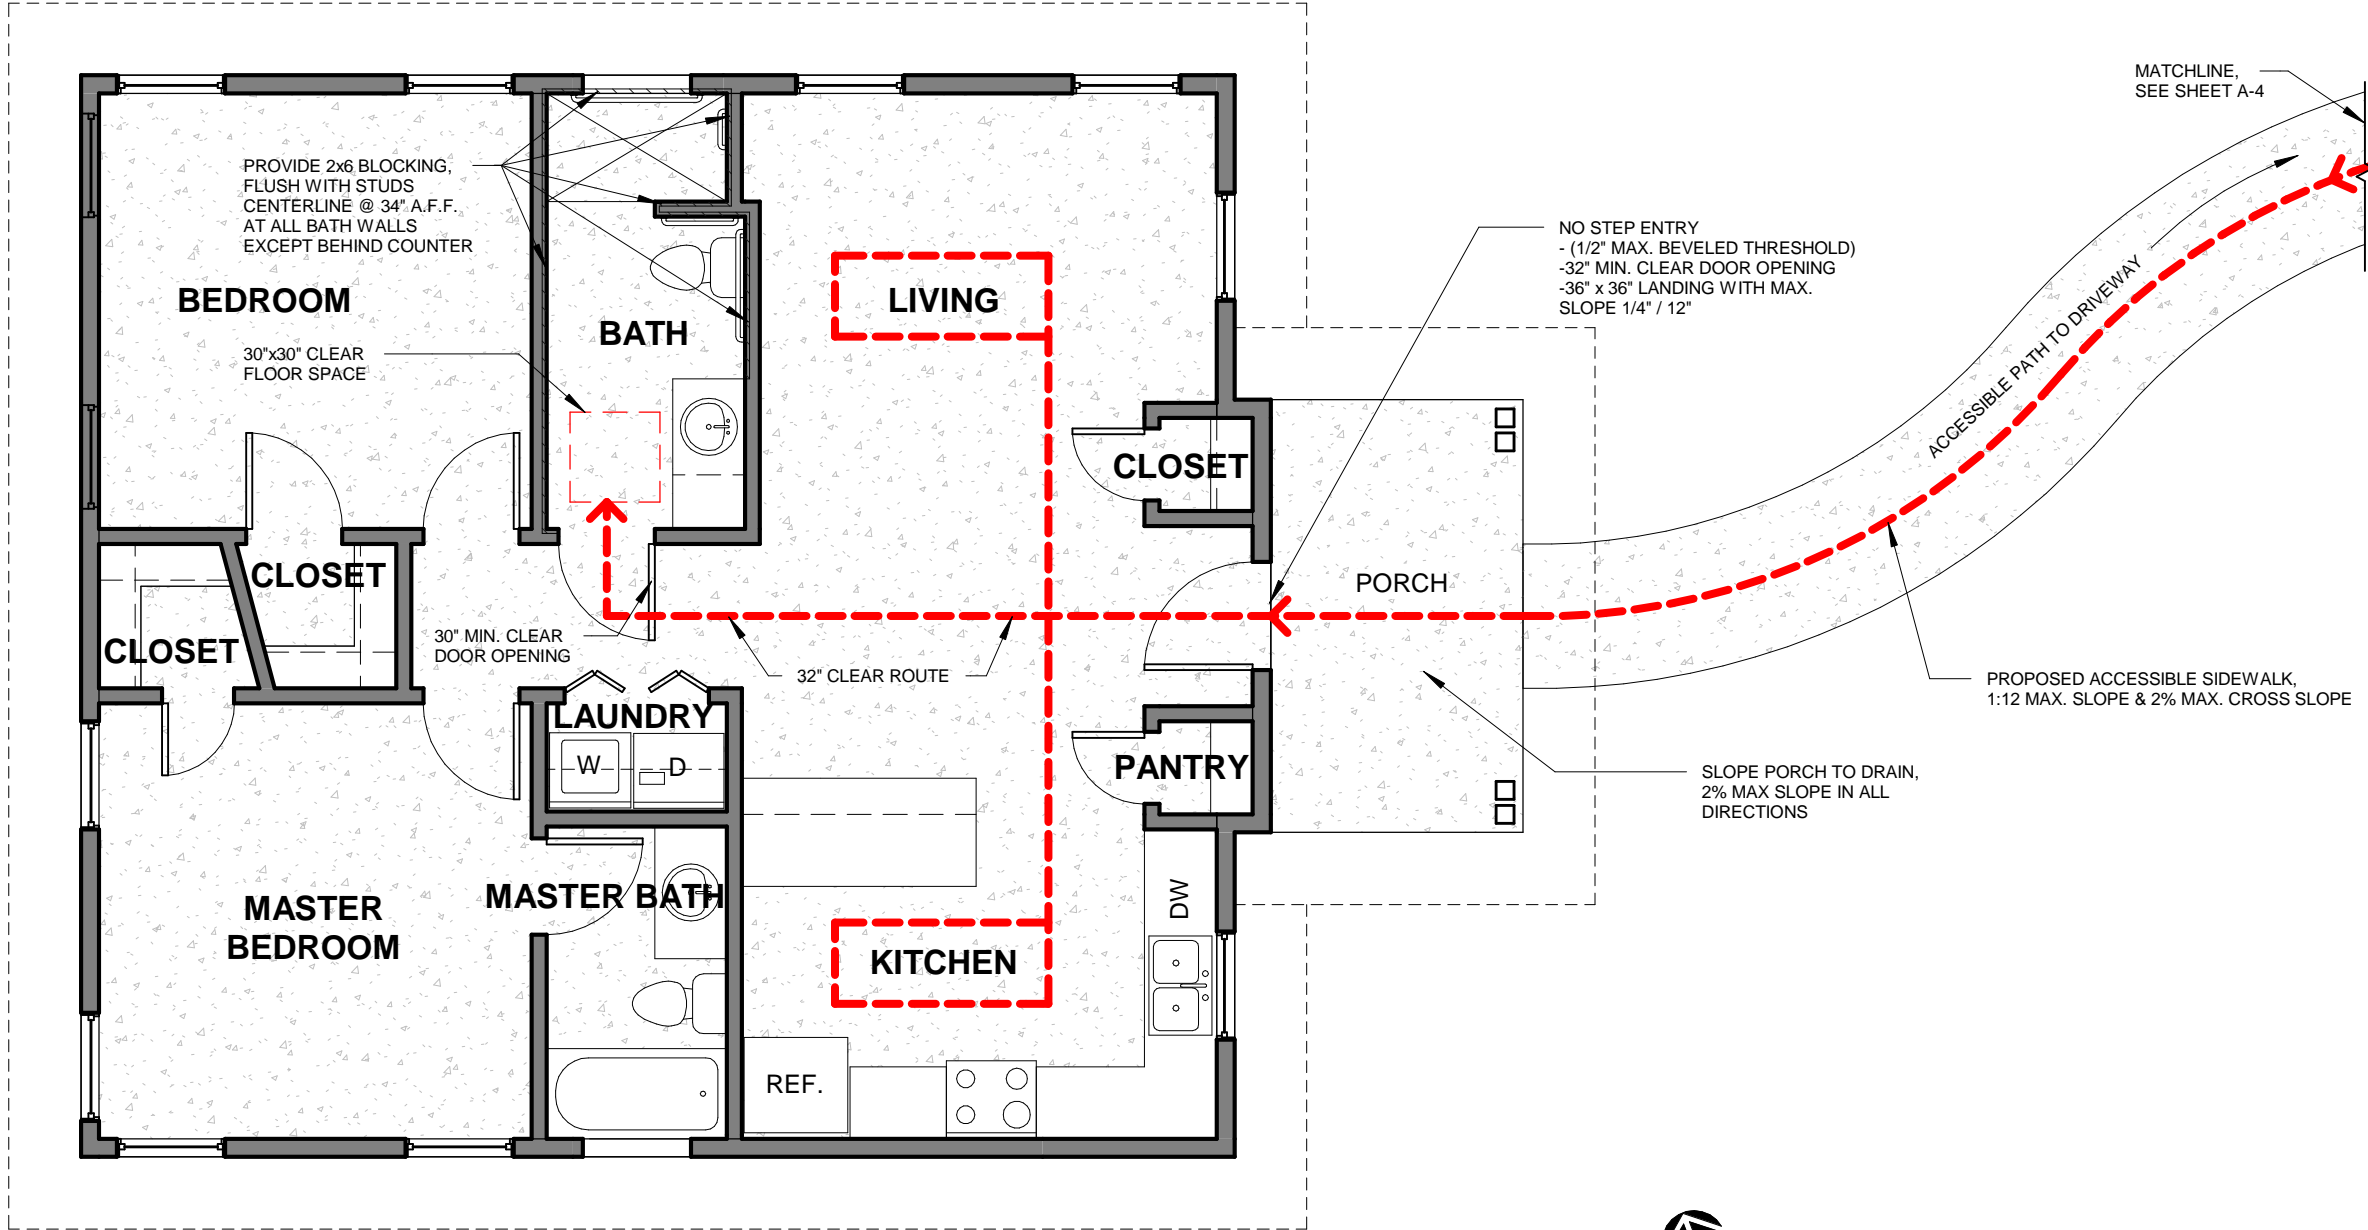 MATCHLINE,
SEE SHEET A-4
PROVIDE 2x6 BLOCKING,
FLUSH WITH STUDS
CENTERLINE @ 34" A.F.F.
AT ALL BATH WALLS
EXCEPT BEHIND COUNTER
NO STEP ENTRY
- (1/2" MAX. BEVELED THRESHOLD)
-32" MIN. CLEAR DOOR OPENING
-36" x 36" LANDING WITH MAX.
SLOPE 1/4" / 12"
BEDROOM
LIVING
BATH
30"x30" CLEAR
FLOOR SPACE
ACCESSIBLE PATH TO DRIVEWAY
CLOSET
CLOSET
PORCH
CLOSET
30" MIN. CLEAR
DOOR OPENING
32" CLEAR ROUTE
PROPOSED ACCESSIBLE SIDEWALK,
1:12 MAX. SLOPE & 2% MAX. CROSS SLOPE
LAUNDRY
W
D
PANTRY
SLOPE PORCH TO DRAIN,
2% MAX SLOPE IN ALL
DIRECTIONS
MASTER BATH
DW
MASTER
BEDROOM
KITCHEN
REF.